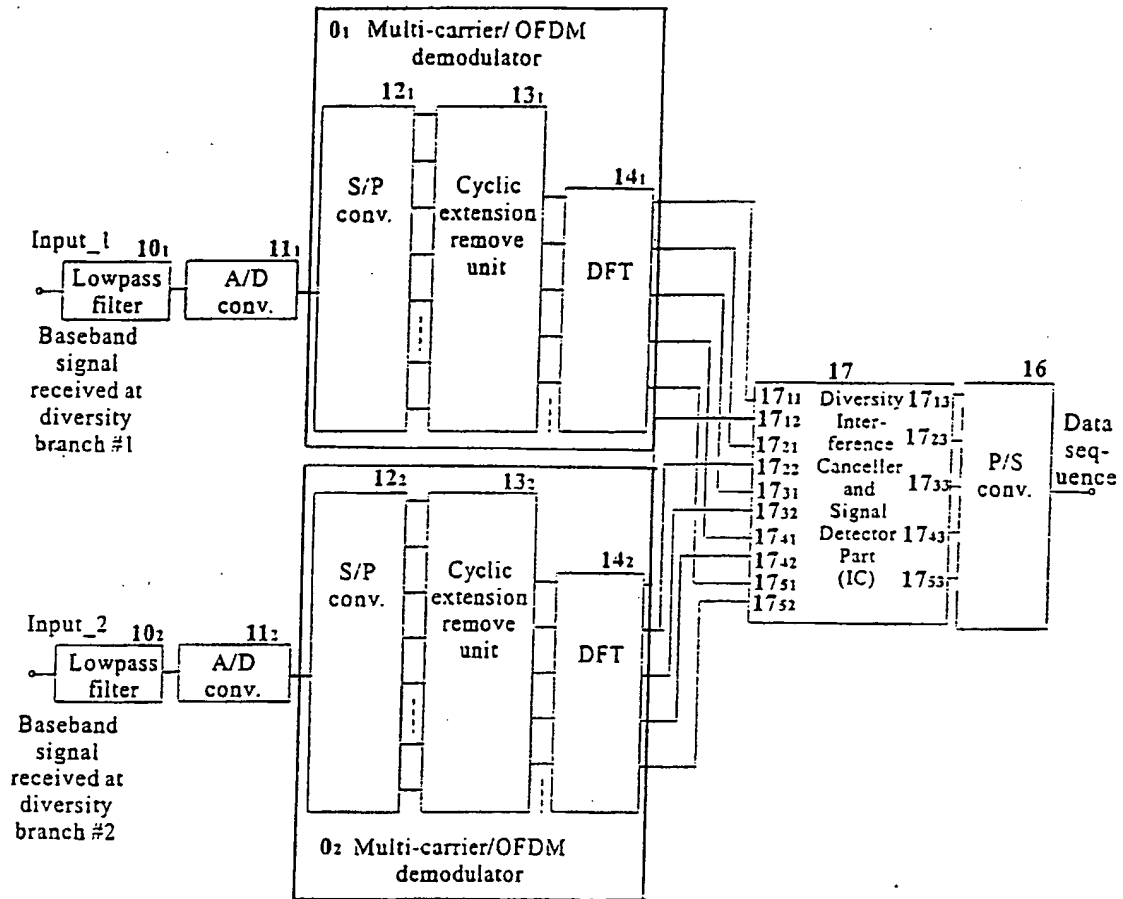 0₁ Multi-carrier/ OFDM
demodulator
12₁
13₁
S/P
conv.
Cyclic
extension
remove
unit
14₁
DFT
Input_1
10₁
11₁
Lowpass
filter
A/D
conv.
Baseband
signal
received at
diversity
branch #1
17
16
17₁₁
17₁₂
17₂₁
17₂₂
17₃₁
17₃₂
17₄₁
17₄₂
17₅₁
17₅₂
Diversity
Inter-
ference
Canceller
and
Signal
Detector
Part
(IC)
17₁₃
17₂₃
17₃₃
17₄₃
17₅₃
P/S
conv.
Data
seq-
uence
12₂
13₂
S/P
conv.
Cyclic
extension
remove
unit
14₂
DFT
Input_2
10₂
11₂
Lowpass
filter
A/D
conv.
Baseband
signal
received at
diversity
branch #2
0₂ Multi-carrier/OFDM
demodulator